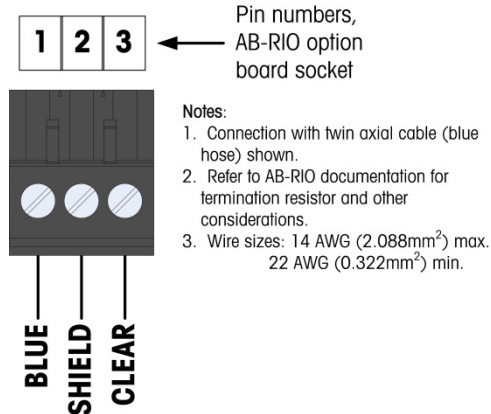 1 2 3
Pin numbers,
AB-RIO option
board socket
Notes:
1. Connection with twin axial cable (blue
hose) shown.
2. Refer to AB-RIO documentation for
termination resistor and other
considerations.
3. Wire sizes: 14 AWG (2.088mm²) max.
22 AWG (0.322mm²) min.
BLUE
SHIELD
CLEAR